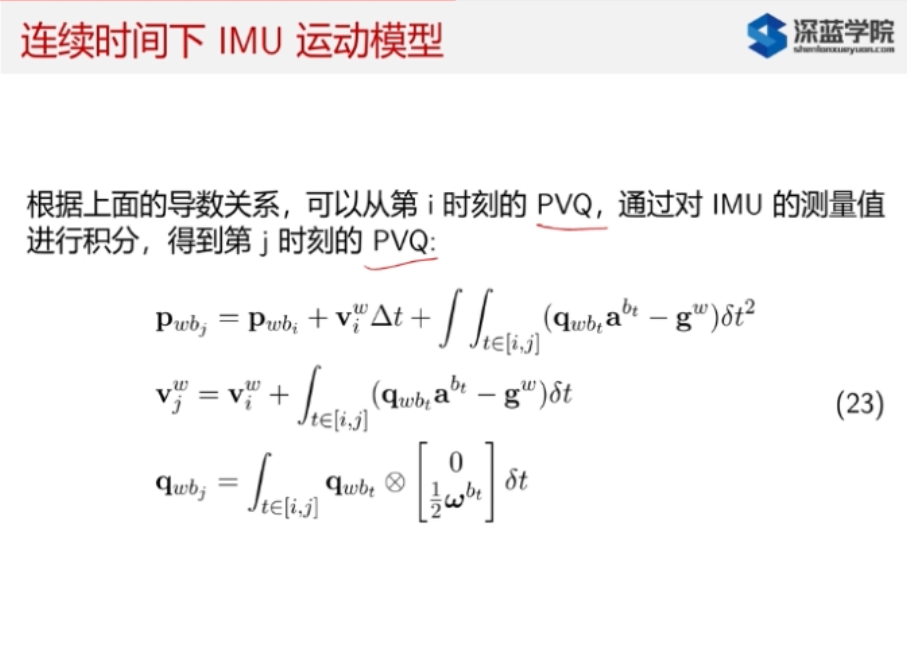 连续时间下 IMU 运动模型
深蓝学院
shenlanxueyuan.com
根据上面的导数关系，可以从第 i 时刻的 PVQ，通过对 IMU 的测量值
进行积分，得到第 j 时刻的 PVQ:
$\mathbf{p}_{wb_j} = \mathbf{p}_{wb_i} + \mathbf{v}_i^w \Delta t + \int \int_{t \in [i,j]} (\mathbf{q}_{wb_t} \mathbf{a}^{b_t} - \mathbf{g}^w) \delta t^2$
$\mathbf{v}_j^w = \mathbf{v}_i^w + \int_{t \in [i,j]} (\mathbf{q}_{wb_t} \mathbf{a}^{b_t} - \mathbf{g}^w) \delta t$
(23)
$\mathbf{q}_{wb_j} = \int_{t \in [i,j]} \mathbf{q}_{wb_t} \otimes \begin{bmatrix} 0 \\ \frac{1}{2} \boldsymbol{\omega}^{b_t} \end{bmatrix} \delta t$